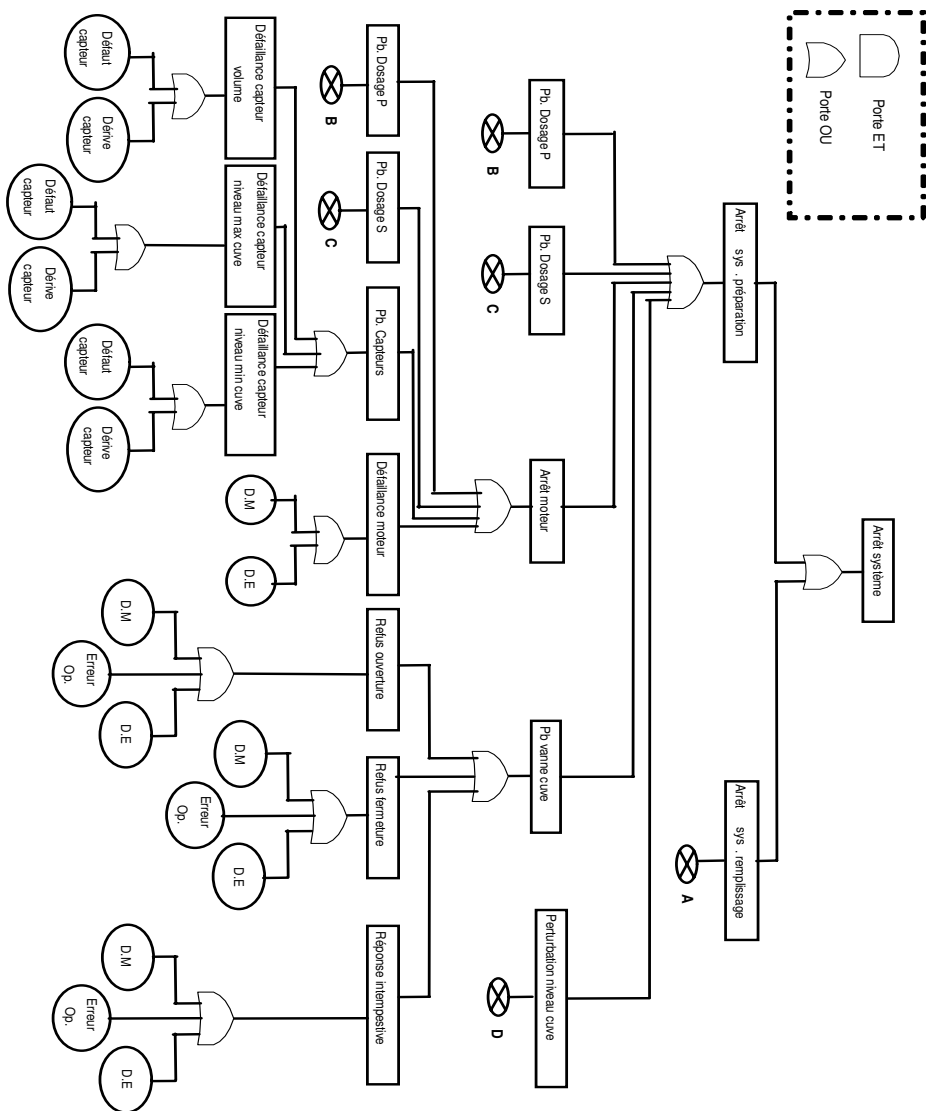 Porte ET
Porte OU
Arrêt système
Arrêt sys . préparation
Arrêt sys . remplissage
A
Pb. Dosage P
B
Pb. Dosage S
C
Arrêt moteur
Pb vanne cuve
Perturbation niveau cuve
D
Pb. Dosage P
B
Pb. Dosage S
C
Pb. Capteurs
Défaillance moteur
Refus ouverture
Refus fermeture
Réponse intempestive
Défaillance capteur
volume
Défaillance capteur
niveau max cuve
Défaillance capteur
niveau min cuve
D.M
D.E
D.M
Erreur
Op.
D.E
D.M
Erreur
Op.
D.E
D.M
Erreur
Op.
D.E
Défaut
capteur
Dérive
capteur
Défaut
capteur
Dérive
capteur
Défaut
capteur
Dérive
capteur